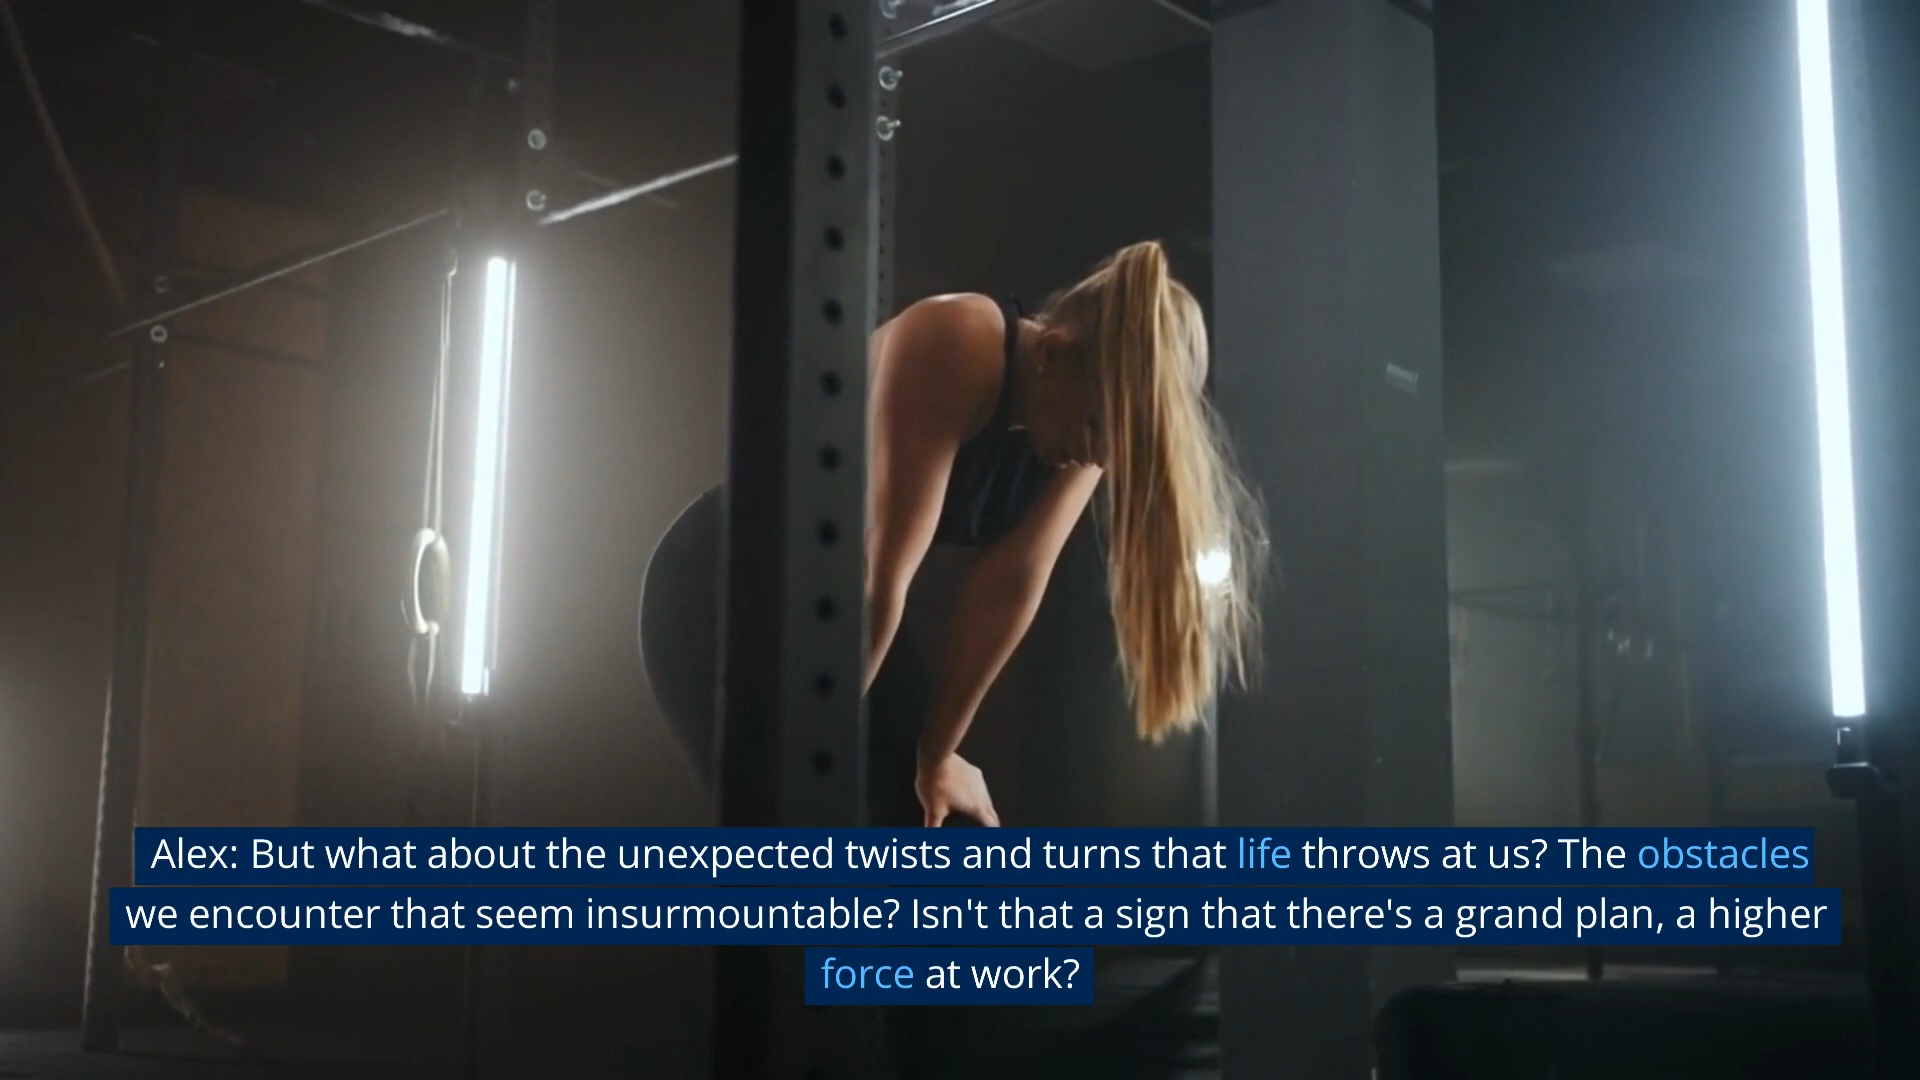 Alex: But what about the unexpected twists and turns that life throws at us? The obstacles
we encounter that seem insurmountable? Isn't that a sign that there's a grand plan, a higher
force at work?